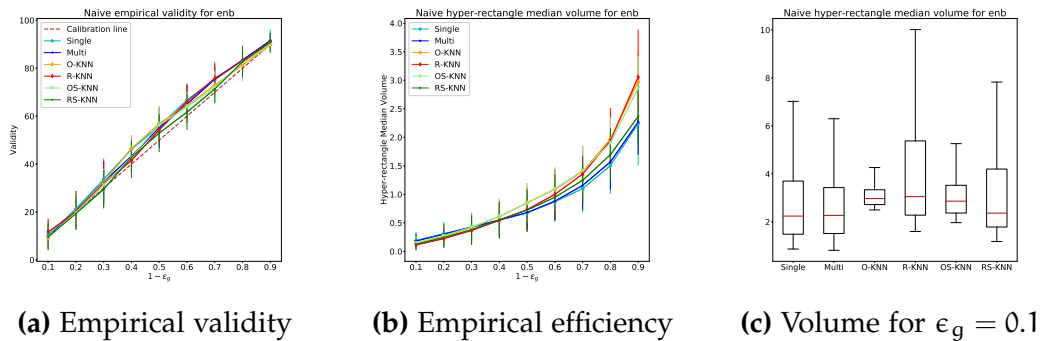 Naive empirical validity for enb
Calibration line
Single
Multi
O-KNN
R-KNN
OS-KNN
RS-KNN
Validity
100
80
60
40
20
0
0.1 0.2 0.3 0.4 0.5 0.6 0.7 0.8 0.9
1 − ϵg
(a) Empirical validity
Naive hyper-rectangle median volume for enb
Single
Multi
O-KNN
R-KNN
OS-KNN
RS-KNN
Hyper-rectangle Median Volume
4.0
3.5
3.0
2.5
2.0
1.5
1.0
0.5
0.0
0.1 0.2 0.3 0.4 0.5 0.6 0.7 0.8 0.9
1 − ϵg
(b) Empirical efficiency
Naive hyper-rectangle median volume for enb
10
8
6
4
2
Single Multi O-KNN R-KNN OS-KNN RS-KNN
(c) Volume for ϵg = 0.1